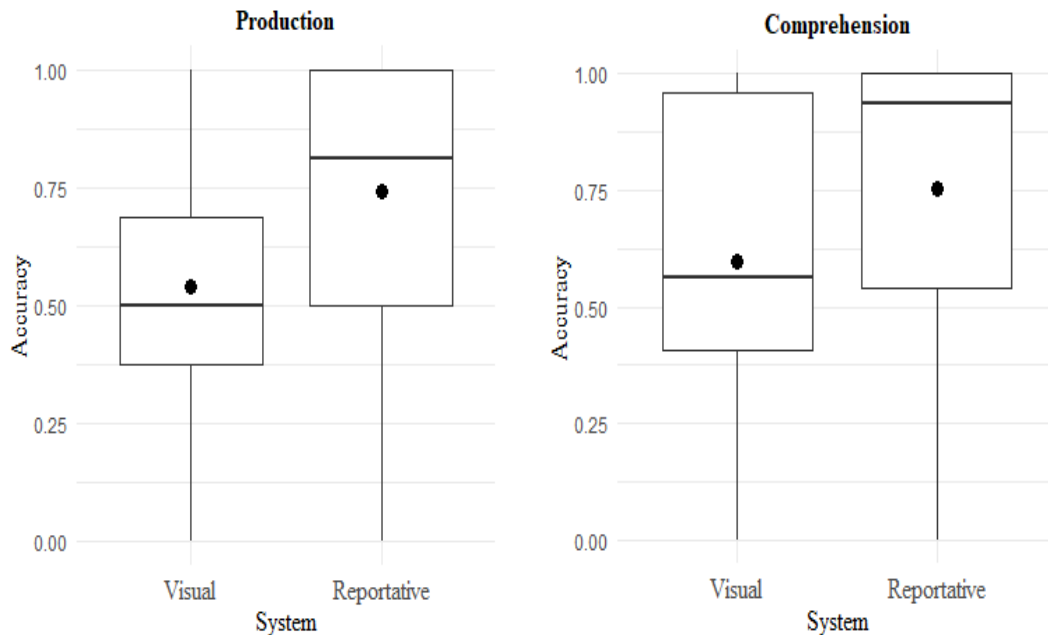 Production
1.00
0.75
0.50
0.25
0.00
Accuracy
Visual Reportative
System
Comprehension
1.00
0.75
0.50
0.25
0.00
Accuracy
Visual Reportative
System